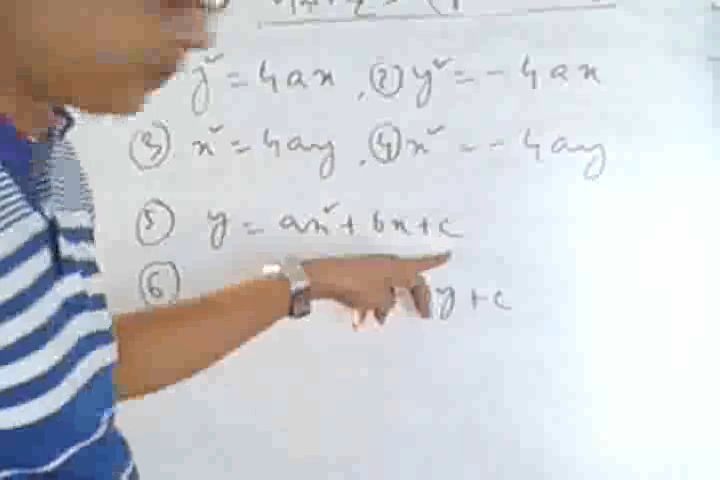 y² = 4ax , ② y² = - 4ax
③ x² = 4ay , ④ x² = - 4ay
⑤ y = ax² + bx + c
⑥ y + c